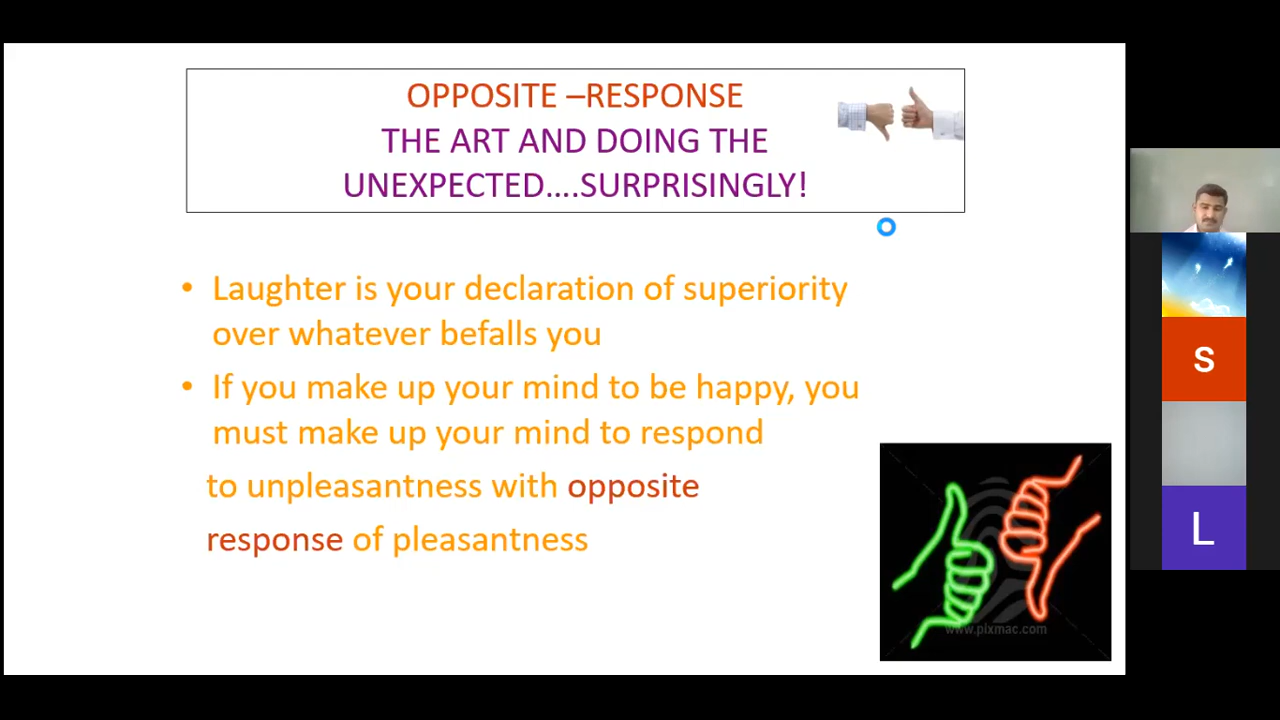 OPPOSITE –RESPONSE
THE ART AND DOING THE
UNEXPECTED....SURPRISINGLY!
• Laughter is your declaration of superiority
over whatever befalls you
• If you make up your mind to be happy, you
must make up your mind to respond
to unpleasantness with opposite
response of pleasantness
www.pixmac.com
S
L